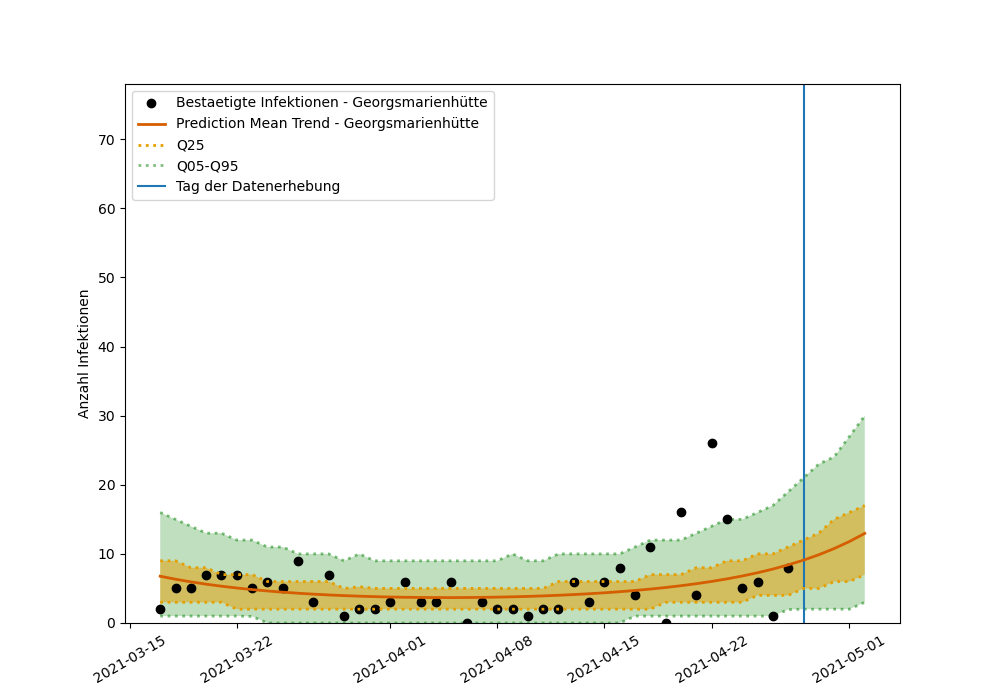 Bestaetigte Infektionen - Georgsmarienhütte
Prediction Mean Trend - Georgsmarienhütte
Q25
Q05-Q95
Tag der Datenerhebung
Anzahl Infektionen
70
60
50
40
30
20
10
0
2021-03-15
2021-03-22
2021-04-01
2021-04-08
2021-04-15
2021-04-22
2021-05-01